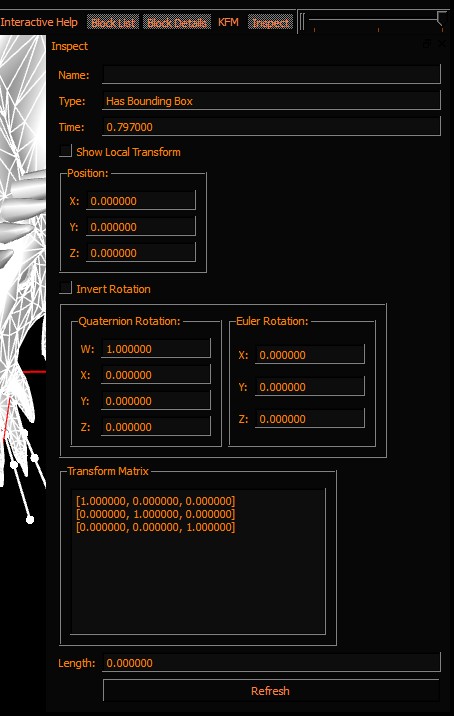 Interactive Help Block List Block Details KFM Inspect
Inspect
Name:
Type: Has Bounding Box
Time: 0.797000
Show Local Transform
Position:
X: 0.000000
Y: 0.000000
Z: 0.000000
Invert Rotation
Quaternion Rotation: Euler Rotation:
W: 1.000000
X: 0.000000 X: 0.000000
Y: 0.000000 Y: 0.000000
Z: 0.000000 Z: 0.000000
Transform Matrix
[1.000000, 0.000000, 0.000000]
[0.000000, 1.000000, 0.000000]
[0.000000, 0.000000, 1.000000]
Length: 0.000000
Refresh